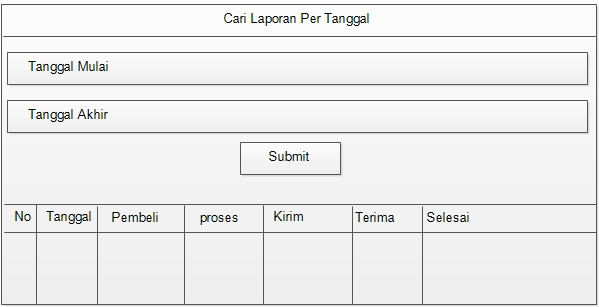 Cari Laporan Per Tanggal
Tanggal Mulai
Tanggal Akhir
Submit
No Tanggal Pembeli proses Kirim Terima Selesai